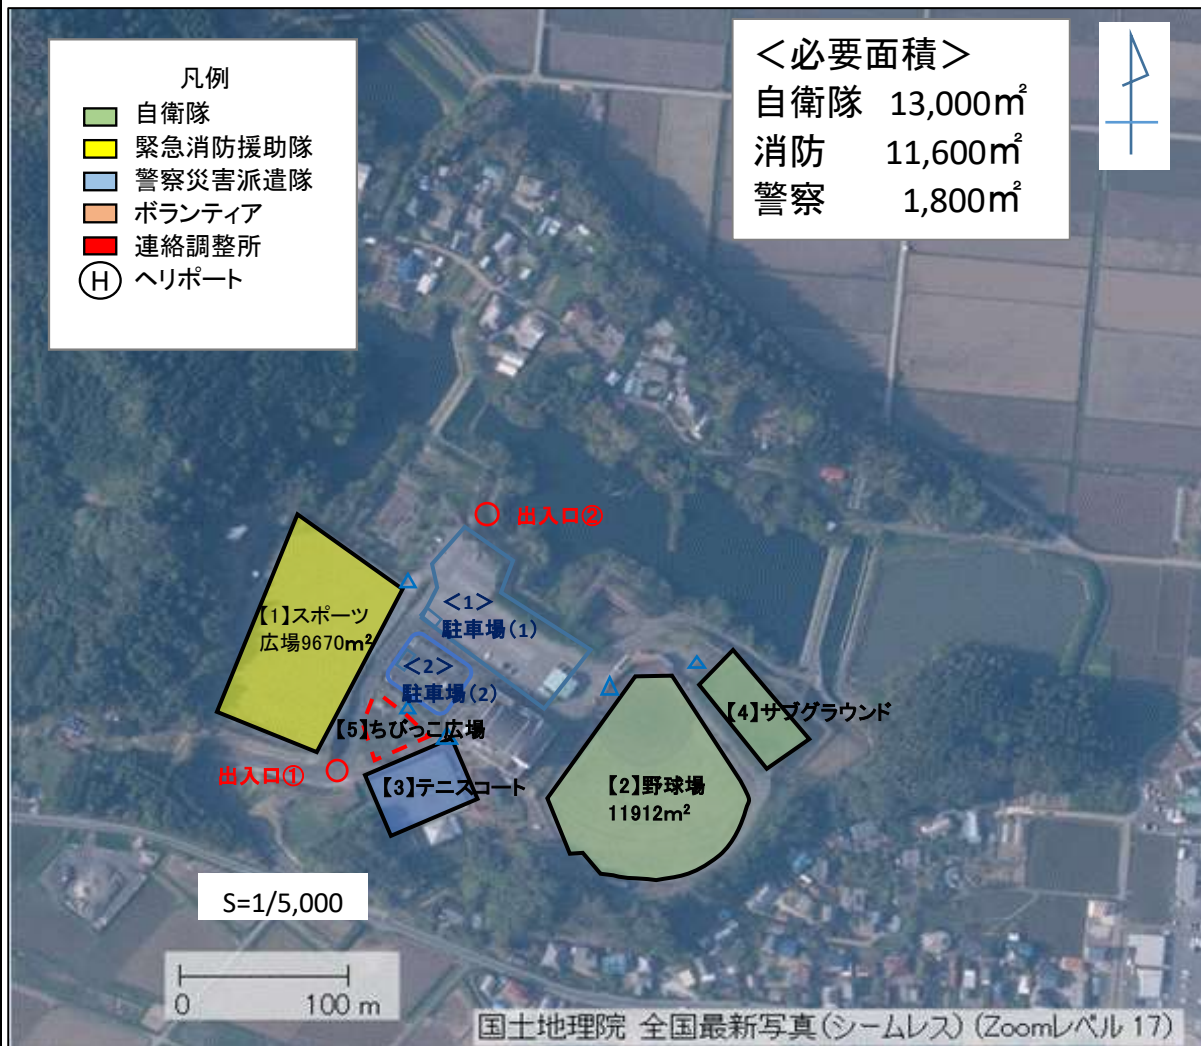 凡例
自衛隊
緊急消防援助隊
警察災害派遣隊
ボランティア
連絡調整所
H ヘリポート
＜必要面積＞
自衛隊 13,000㎡
消防 11,600㎡
警察 1,800㎡
出入口②
【1】スポーツ
広場9670m²
＜1＞
駐車場(1)
＜2＞
駐車場(2)
【5】ちびっこ広場
【4】サブグラウンド
出入口①
【3】テニスコート
【2】野球場
11912m²
S=1/5,000
0 100 m
国土地理院 全国最新写真(シームレス) (Zoomレベル 17)